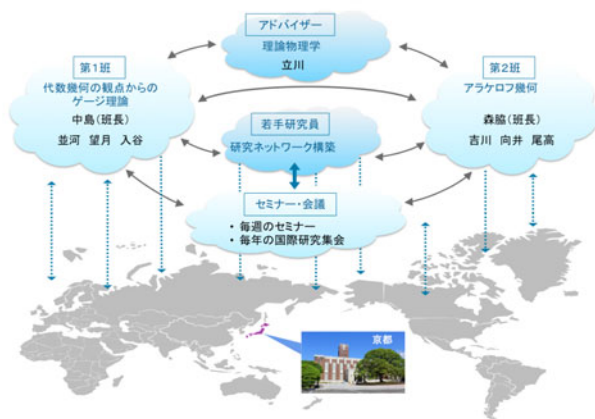 アドバイザー
理論物理学
立川
第1班
代数幾何の観点からの
ゲージ理論
中島(班長)
並河 望月 入谷
第2班
アラケロフ幾何
森脇(班長)
吉川 向井 尾高
若手研究員
研究ネットワーク構築
セミナー・会議
・毎週のセミナー
・毎年の国際研究集会
京都